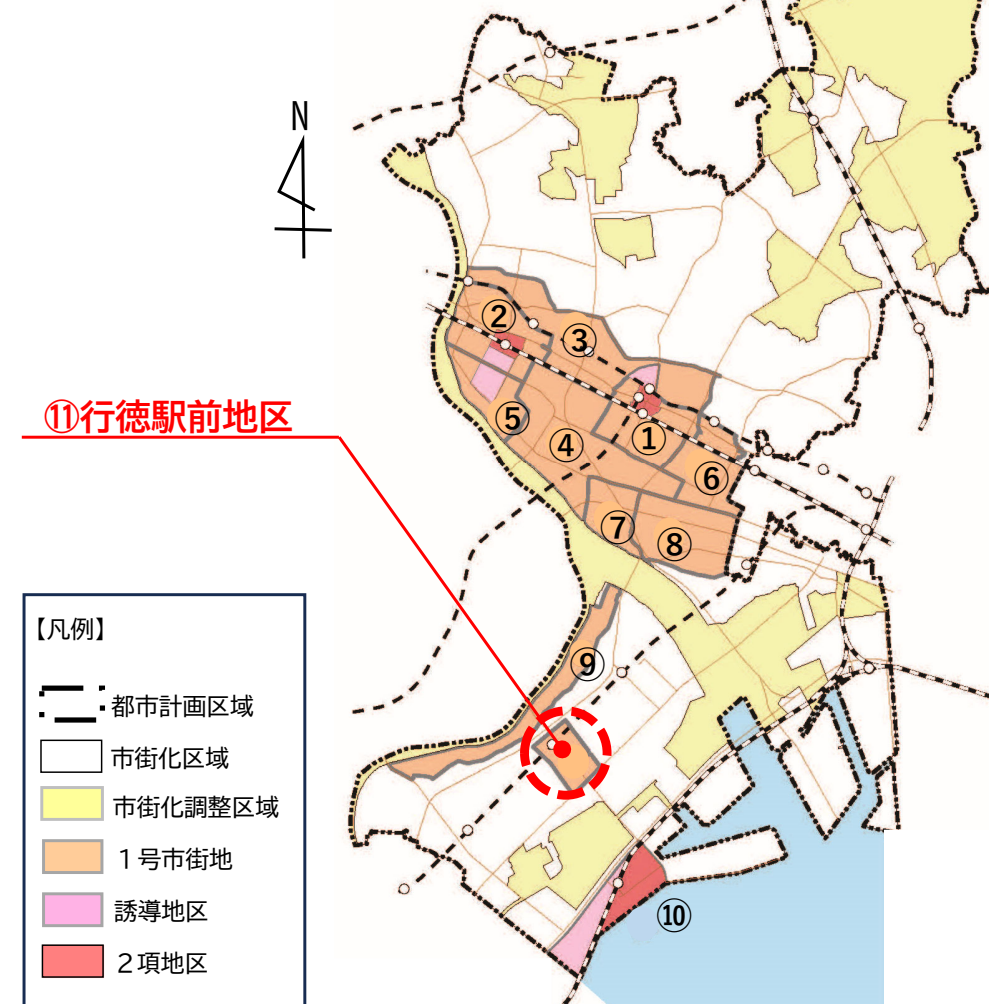 N
②
③
⑪行徳駅前地区
⑤
④
①
⑥
⑦
⑧
⑨
⑩
【凡例】
都市計画区域
市街化区域
市街化調整区域
１号市街地
誘導地区
２項地区